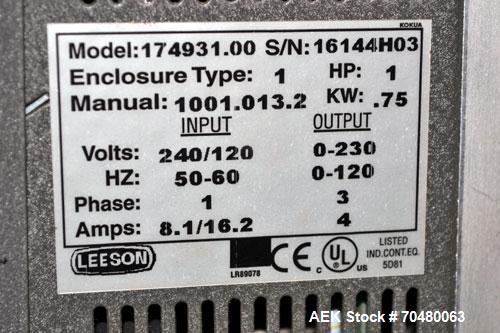 KOKUA
Model:174931.00 S/N:16144H03
Enclosure Type: 1 HP: 1
Manual: 1001.013.2 KW: .75
INPUT OUTPUT
Volts: 240/120 0-230
HZ: 50-60 0-120
Phase: 1 3
Amps: 8.1/16.2 4
LEESON
LR89078
CE
c UL us
LISTED
IND.CONT.EQ.
5D81
AEK Stock # 70480063